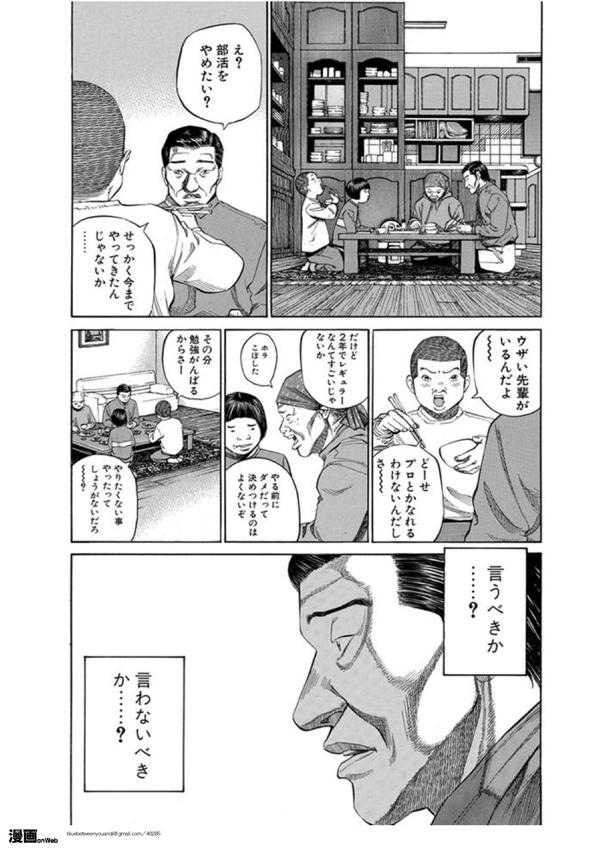 え？
部活を
やめたい？
せっかく今まで
やってきたん
じゃないか
……
ウザい先輩が
いるんだよ
〜〜〜
どーせ
プロとかなれる
わけないんだし
さ〜〜〜
だけど
2年でレギュラー
なんてすごいじゃ
ないか
ホラ
こぼした
やる前に
ダメだって
決めつけるのは
よくないぞ
その分
勉強がんばる
からさー
やりたくない事
やったって
しょうがないだろ
〜〜〜？
言うべきか
……？
言わないべき
か……？
漫画 on Web
bluebetweenyouandi@gmail.com/40285